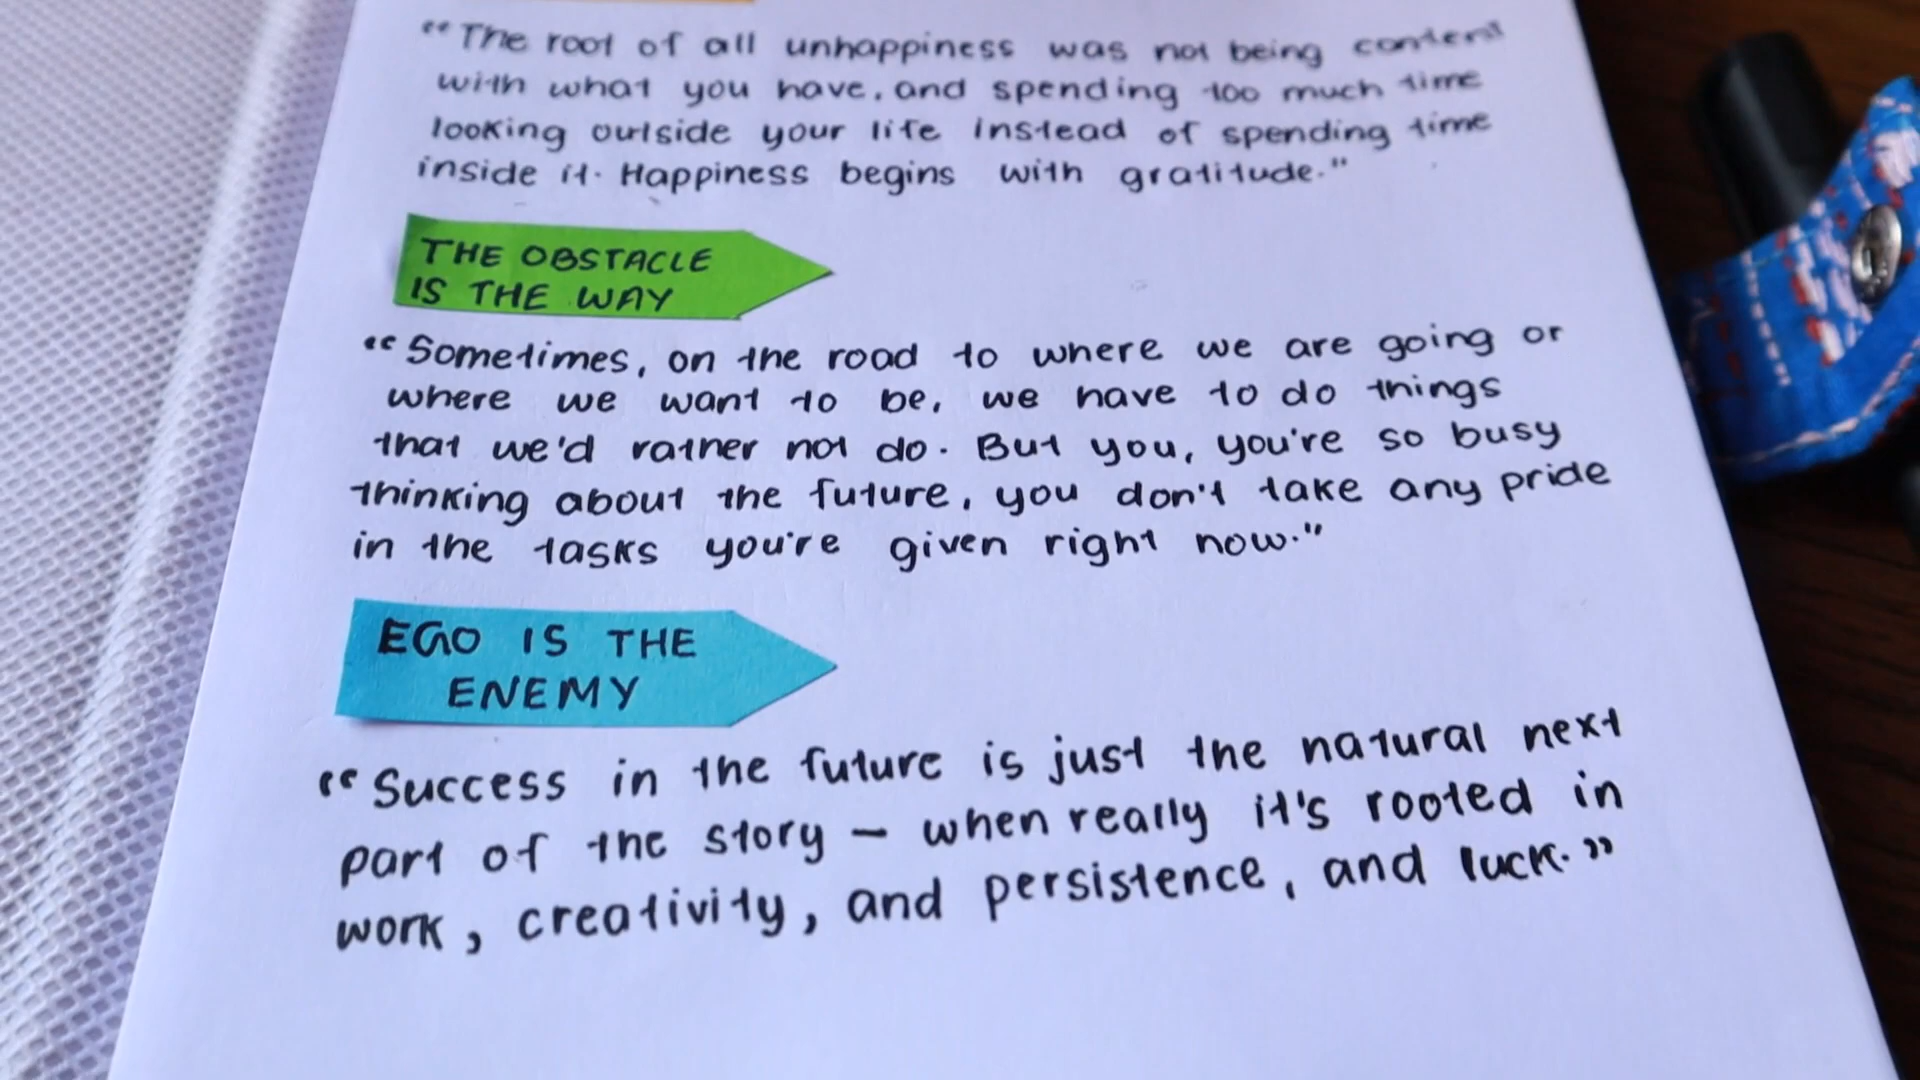 "The root of all unhappiness was not being content
with what you have, and spending too much time
looking outside your life instead of spending time
inside it. Happiness begins with gratitude."
THE OBSTACLE
IS THE WAY
"Sometimes, on the road to where we are going or
where we want to be, we have to do things
that we'd rather not do. But you, you're so busy
thinking about the future, you don't take any pride
in the tasks you're given right now."
EGO IS THE
ENEMY
"Success in the future is just the natural next
part of the story — when really it's rooted in
work, creativity, and persistence, and luck."